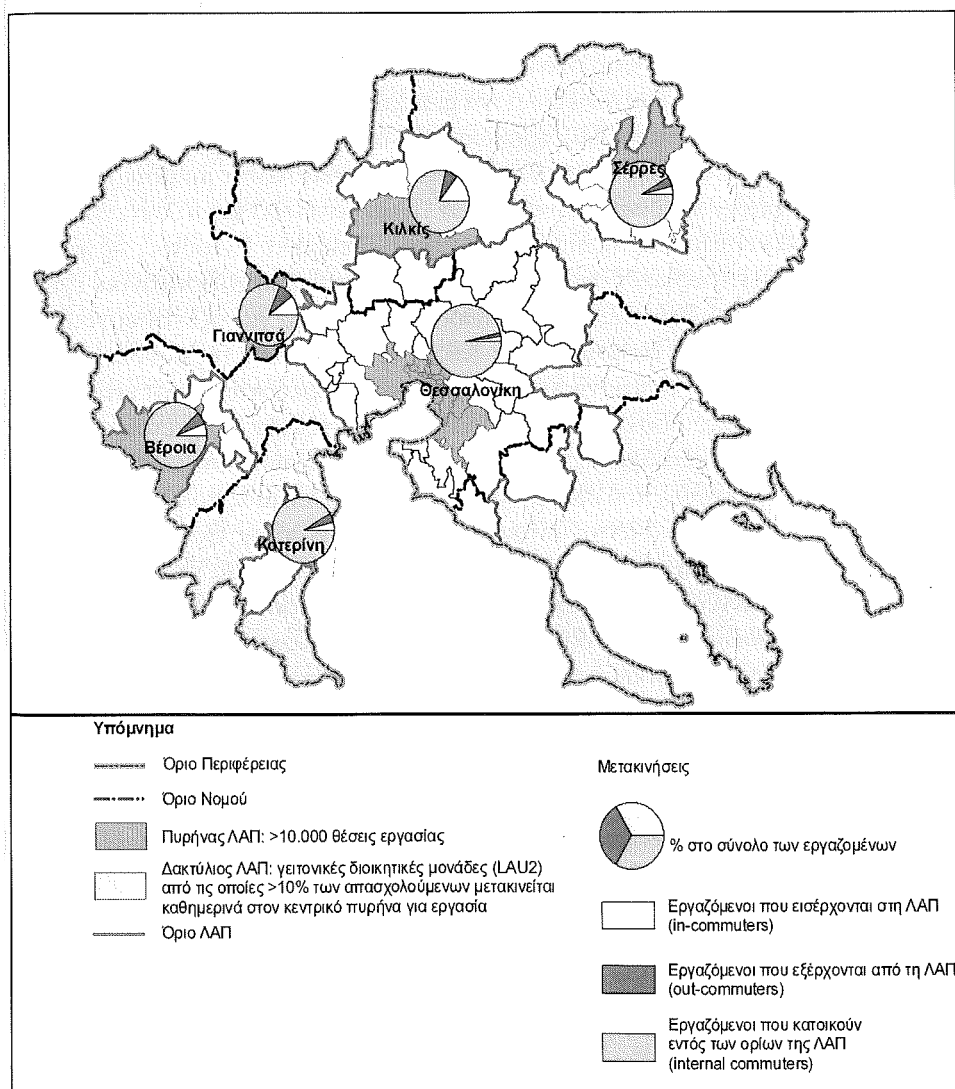 Σέρρες
Κιλκίς
Γιαννιτσά
Θεσσαλονίκη
Βέροια
Κατερίνη
Υπόμνημα
Όριο Περιφέρειας
Όριο Νομού
Πυρήνας ΛΑΠ: >10.000 θέσεις εργασίας
Δακτύλιος ΛΑΠ: γειτονικές διοικητικές μονάδες (LAU2)
από τις οποίες >10% των απασχολούμενων μετακινείται
καθημερινά στον κεντρικό πυρήνα για εργασία
Όριο ΛΑΠ
Μετακινήσεις
% στο σύνολο των εργαζομένων
Εργαζόμενοι που εισέρχονται στη ΛΑΠ
(in-commuters)
Εργαζόμενοι που εξέρχονται από τη ΛΑΠ
(out-commuters)
Εργαζόμενοι που κατοικούν
εντός των ορίων της ΛΑΠ
(internal commuters)